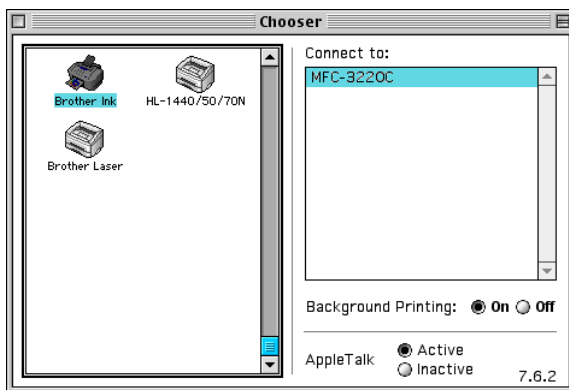 Chooser
Brother Ink
HL-1440/50/70N
Brother Laser
Connect to:
MFC-3220C
Background Printing: On Off
AppleTalk Active
Inactive
7.6.2